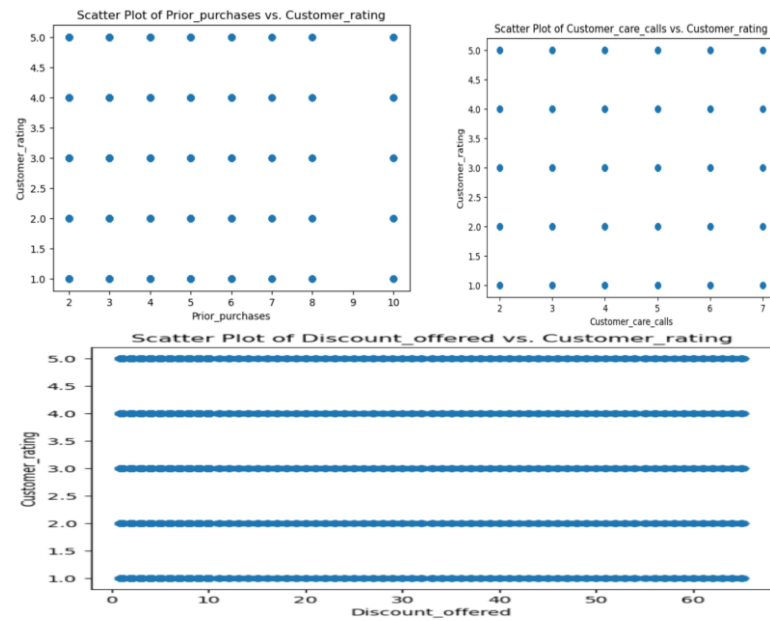 Scatter Plot of Prior_purchases vs. Customer_rating
5.0
4.5
4.0
3.5
3.0
2.5
2.0
1.5
1.0
Customer_rating
2 3 4 5 6 7 8 9 10
Prior_purchases
Scatter Plot of Customer_care_calls vs. Customer_rating
5.0
4.5
4.0
3.5
3.0
2.5
2.0
1.5
1.0
Customer_rating
2 3 4 5 6 7
Customer_care_calls
Scatter Plot of Discount_offered vs. Customer_rating
5.0
4.5
4.0
3.5
3.0
2.5
2.0
1.5
1.0
Customer_rating
0 10 20 30 40 50 60
Discount_offered